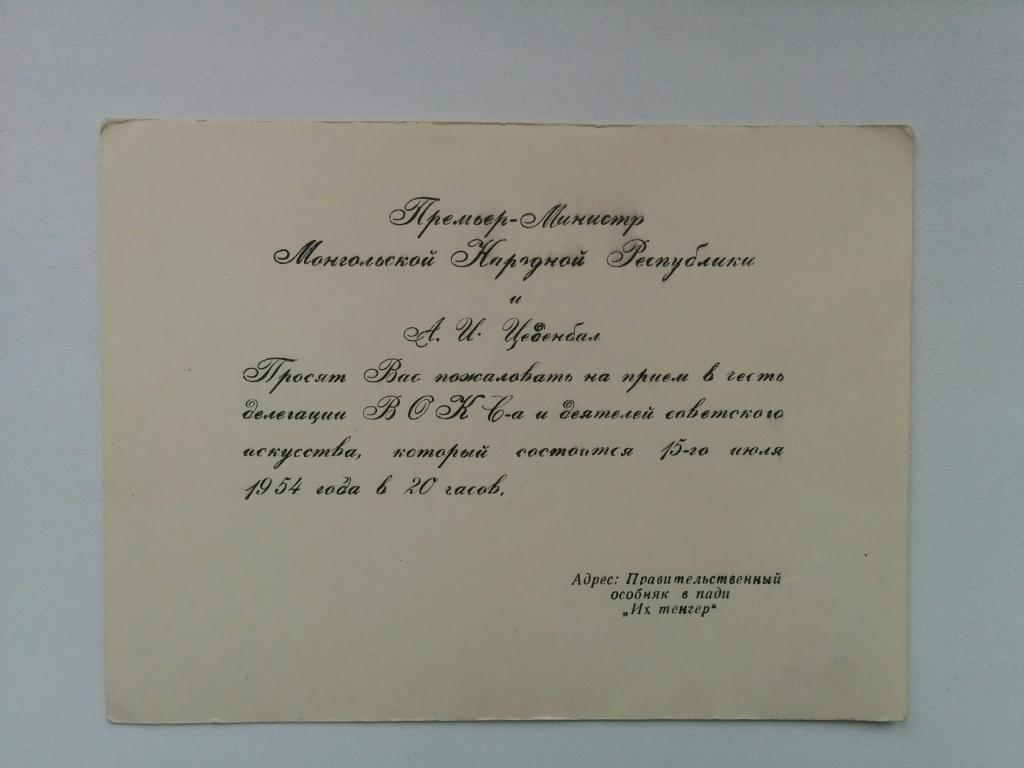 Премьер-Министр
Монгольской Народной Республики
и
А. И. Цеденбал
Просят Вас пожаловать на прием в честь
делегации ВОКС-а и деятелей советского
искусства, который состоится 15-го июля
1954 года в 20 часов.
Адрес: Правительственный
особняк в пади
„Их тенгер“